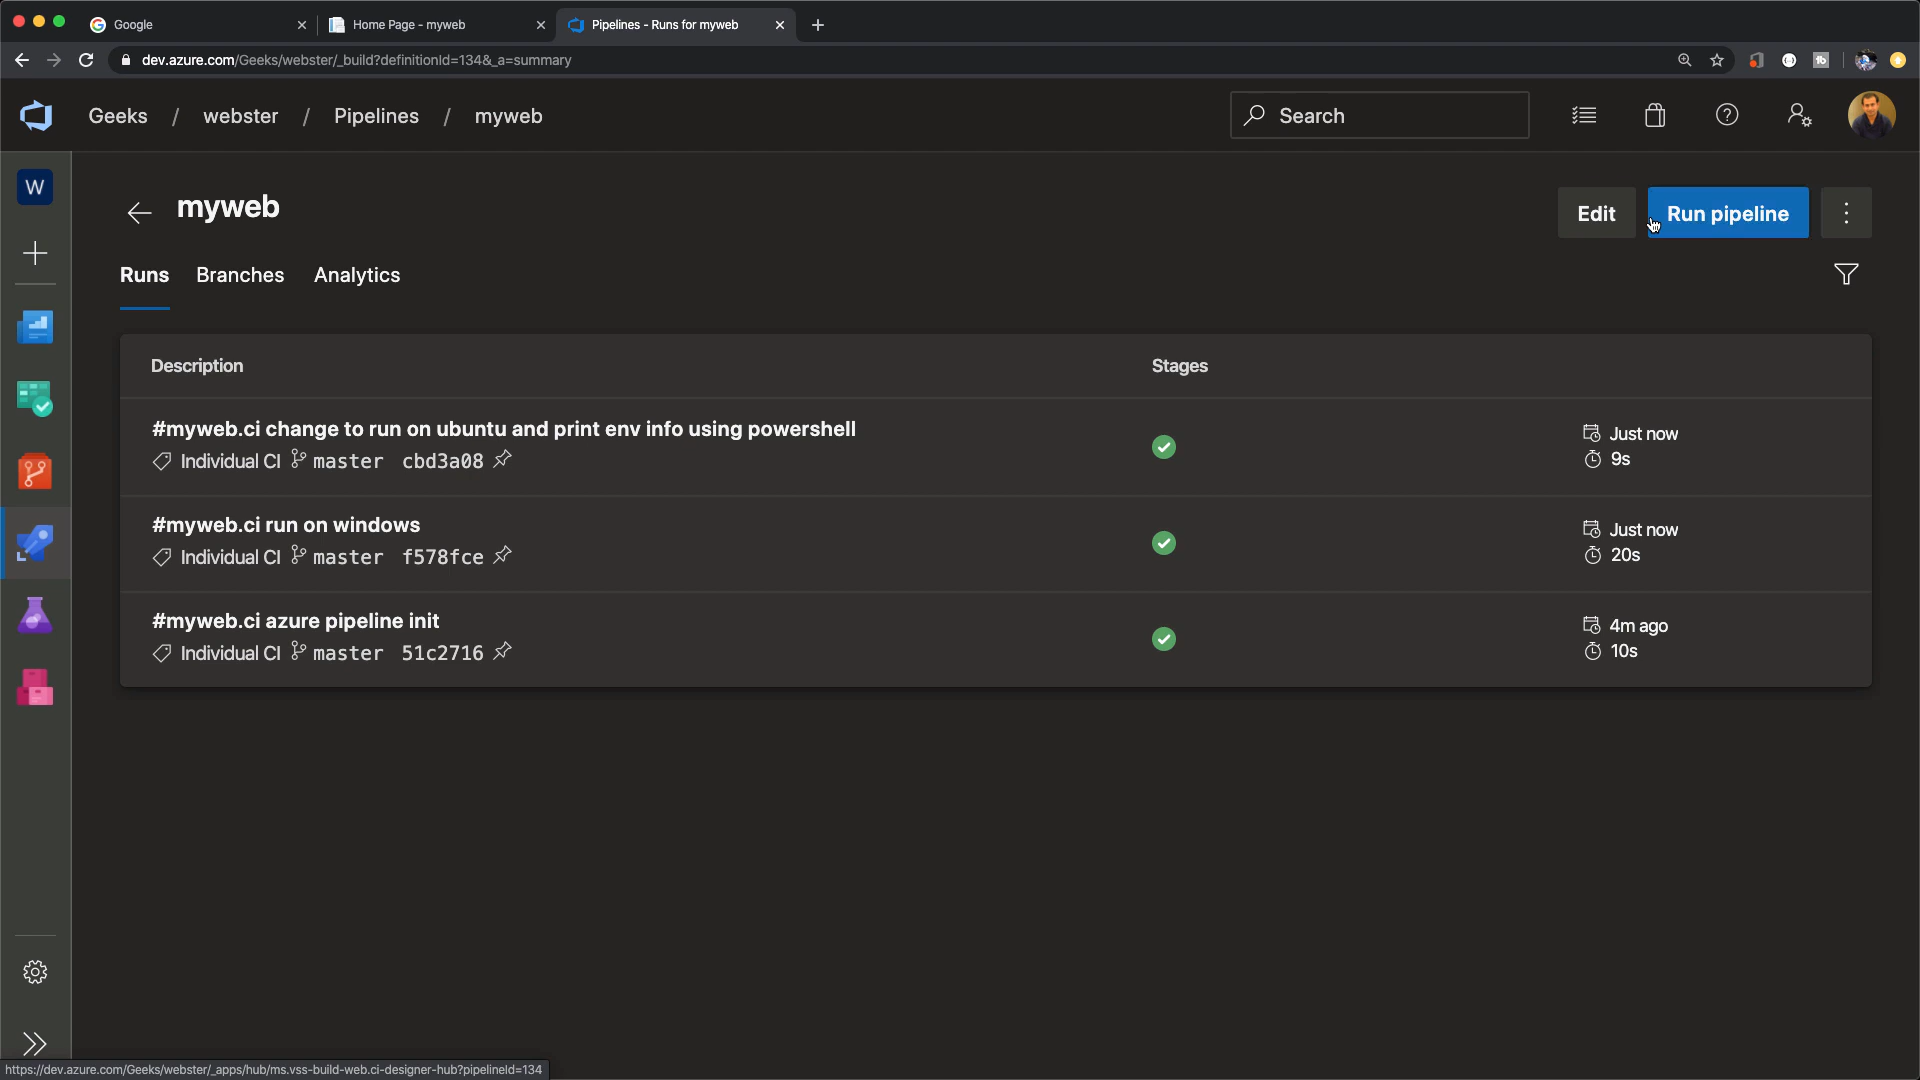 Google
Home Page - myweb
Pipelines - Runs for myweb
dev.azure.com/Geeks/webster/_build?definitionId=134&_a=summary
Geeks / webster / Pipelines / myweb
Search
W
myweb
Edit
Run pipeline
Runs
Branches
Analytics
Description
Stages
#myweb.ci change to run on ubuntu and print env info using powershell
Individual CI master cbd3a08
Just now
9s
#myweb.ci run on windows
Individual CI master f578fce
Just now
20s
#myweb.ci azure pipeline init
Individual CI master 51c2716
4m ago
10s
https://dev.azure.com/Geeks/webster/_apps/hub/ms.vss-build-web.ci-designer-hub?pipelineId=134